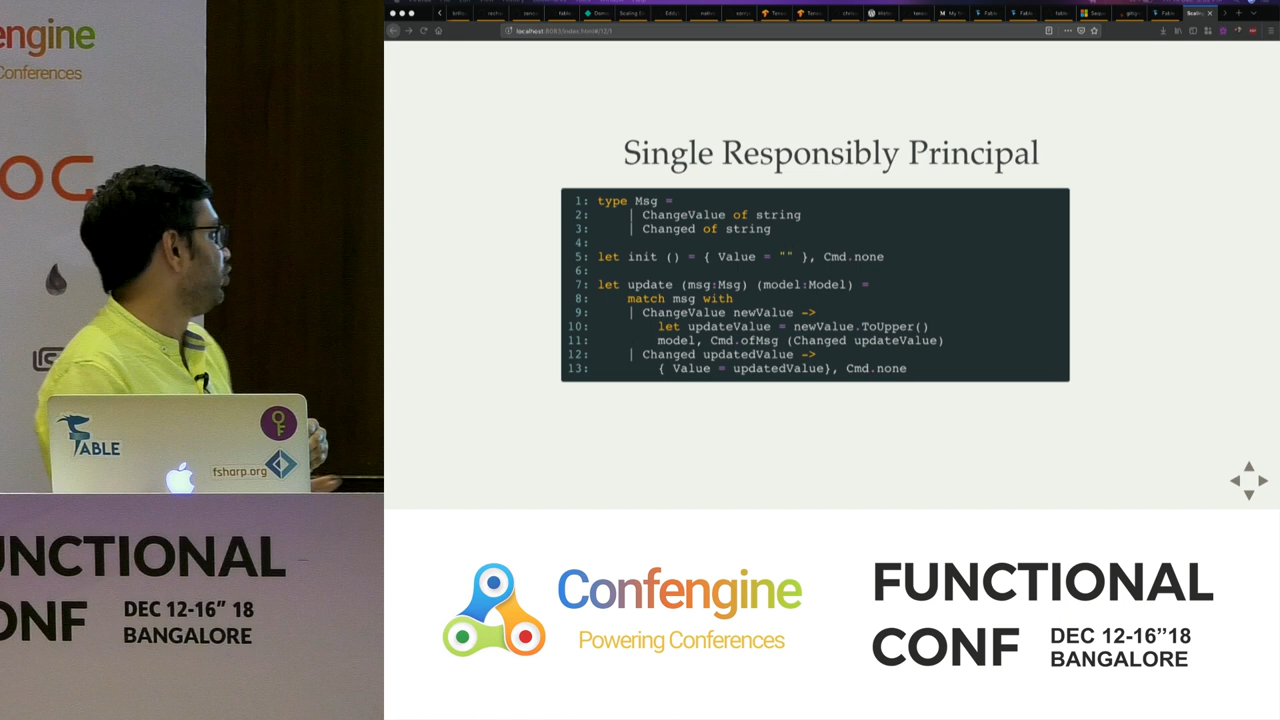 engine
Conferences
OG
FABLE
fsharp.org
UNCTIONAL
ONF
DEC 12-16" 18
BANGALORE
localhost:8083/index.html#/12/1
Single Responsibly Principal
1: type Msg =
2:     | ChangeValue of string
3:     | Changed of string
4:
5: let init () = { Value = "" }, Cmd.none
6:
7: let update (msg:Msg) (model:Model) =
8:     match msg with
9:     | ChangeValue newValue ->
10:         let updateValue = newValue.ToUpper()
11:         model, Cmd.ofMsg (Changed updateValue)
12:     | Changed updatedValue ->
13:         { Value = updatedValue}, Cmd.none
Confengine
Powering Conferences
FUNCTIONAL
CONF
DEC 12-16”18
BANGALORE